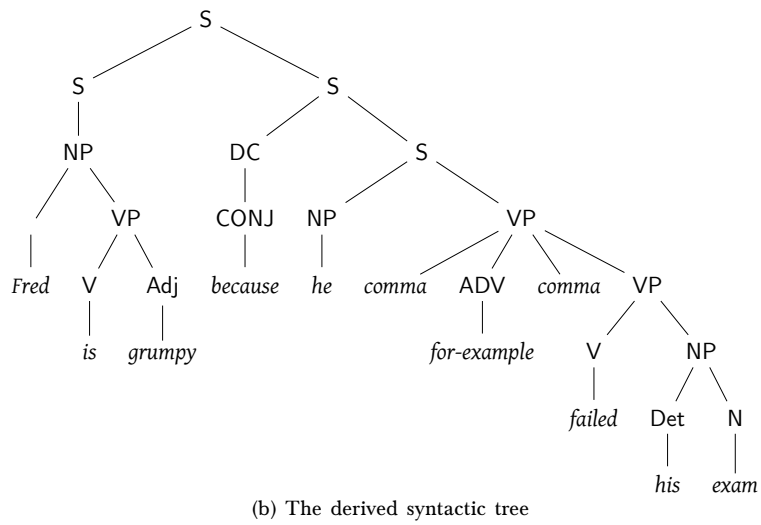 S
S S
NP DC S
VP CONJ NP VP
Fred V Adj because he comma ADV comma VP
is grumpy for-example V NP
failed Det N
his exam
(b) The derived syntactic tree